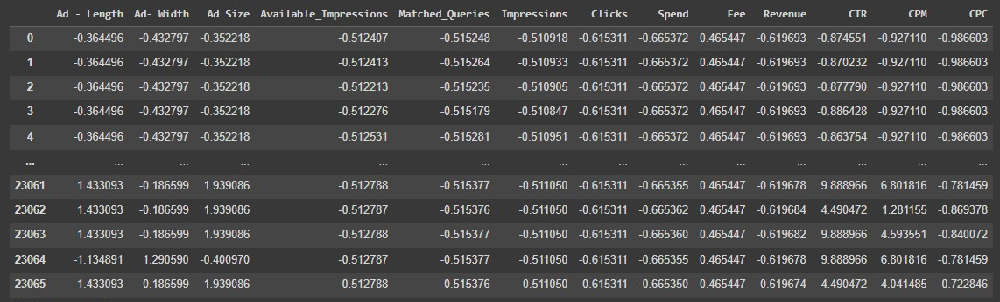 Ad - Length Ad- Width Ad Size Available_Impressions Matched_Queries Impressions Clicks Spend Fee Revenue CTR CPM CPC
0 -0.364496 -0.432797 -0.352218 -0.512407 -0.515248 -0.510918 -0.615311 -0.665372 0.465447 -0.619693 -0.874551 -0.927110 -0.986603
1 -0.364496 -0.432797 -0.352218 -0.512413 -0.515264 -0.510933 -0.615311 -0.665372 0.465447 -0.619693 -0.870232 -0.927110 -0.986603
2 -0.364496 -0.432797 -0.352218 -0.512213 -0.515235 -0.510905 -0.615311 -0.665372 0.465447 -0.619693 -0.877790 -0.927110 -0.986603
3 -0.364496 -0.432797 -0.352218 -0.512276 -0.515179 -0.510847 -0.615311 -0.665372 0.465447 -0.619693 -0.886428 -0.927110 -0.986603
4 -0.364496 -0.432797 -0.352218 -0.512531 -0.515281 -0.510951 -0.615311 -0.665372 0.465447 -0.619693 -0.863754 -0.927110 -0.986603
... ... ... ... ... ... ... ... ... ... ... ... ... ...
23061 1.433093 -0.186599 1.939086 -0.512788 -0.515377 -0.511050 -0.615311 -0.665355 0.465447 -0.619678 9.888966 6.801816 -0.781459
23062 1.433093 -0.186599 1.939086 -0.512787 -0.515376 -0.511050 -0.615311 -0.665362 0.465447 -0.619684 4.490472 1.281155 -0.869378
23063 1.433093 -0.186599 1.939086 -0.512788 -0.515377 -0.511050 -0.615311 -0.665360 0.465447 -0.619682 9.888966 4.593551 -0.840072
23064 -1.134891 1.290590 -0.400970 -0.512787 -0.515377 -0.511050 -0.615311 -0.665355 0.465447 -0.619678 9.888966 6.801816 -0.781459
23065 1.433093 -0.186599 1.939086 -0.512788 -0.515376 -0.511050 -0.615311 -0.665350 0.465447 -0.619674 4.490472 4.041485 -0.722846